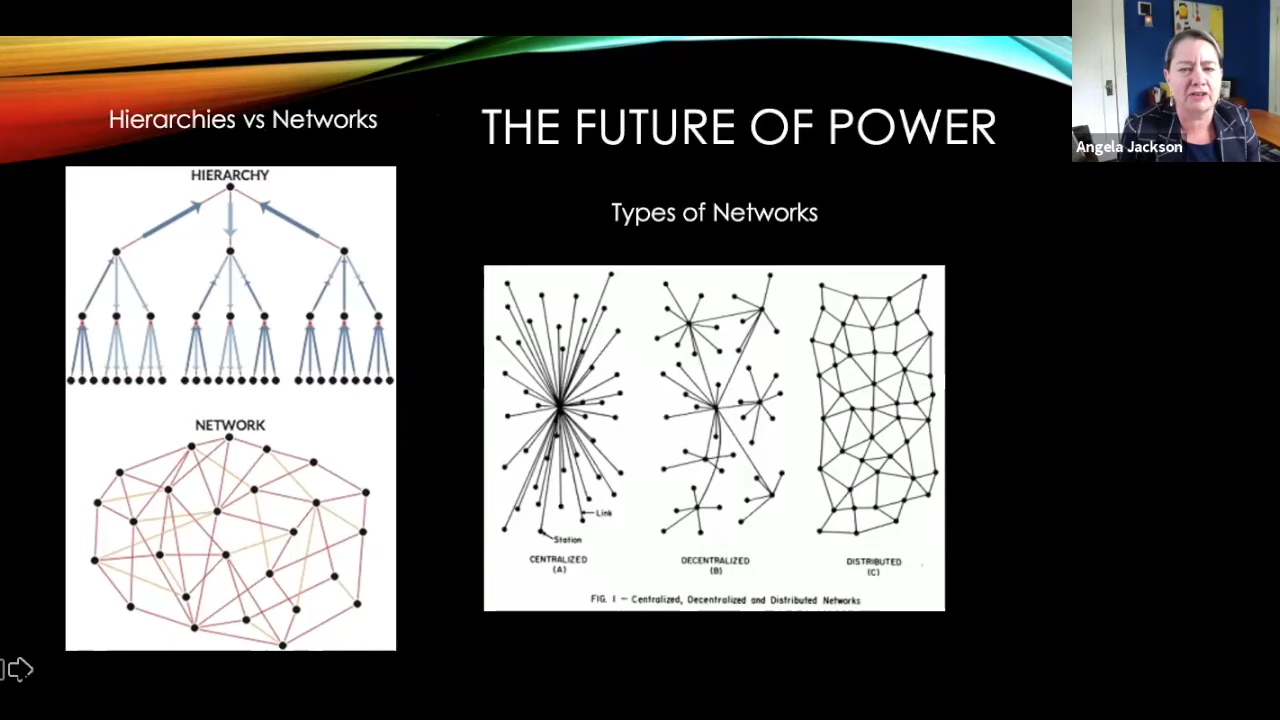 Hierarchies vs Networks
THE FUTURE OF POWER
Angela Jackson
HIERARCHY
NETWORK
Types of Networks
Link
Station
CENTRALIZED
(A)
DECENTRALIZED
(B)
DISTRIBUTED
(C)
FIG. 1 – Centralized, Decentralized and Distributed Networks